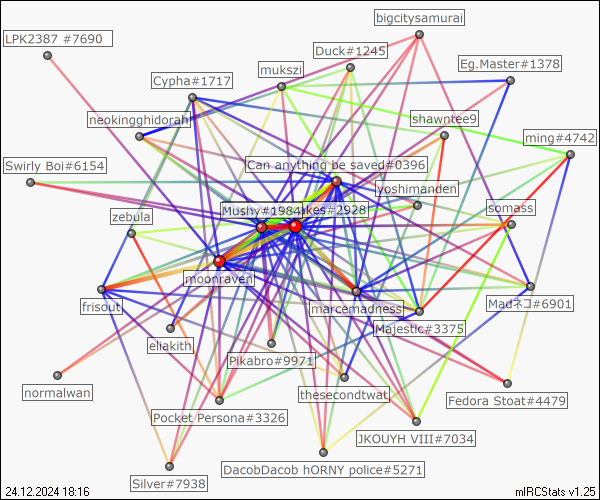 bigcitysamurai
LPK2387 #7690
Duck#1245
Eg.Master#1378
mukszi
Cypha#1717
neokingghidorah
shawntee9
ming#4742
Can anything be saved#0396
Swirly Boi#6154
yoshimanden
zebula
Mushy#1984
akes#2928
somass
moonraven
frisout
marcemadness
Madネコ#6901
Majestic#3375
eliakith
Pikabro#9971
normalwan
thesecondtwat
Fedora Stoat#4479
Pocket Persona#3326
JKOUYH VIII#7034
DacobDacob hORNY police#5271
Silver#7938
24.12.2024 18:16
mIRCStats v1.25